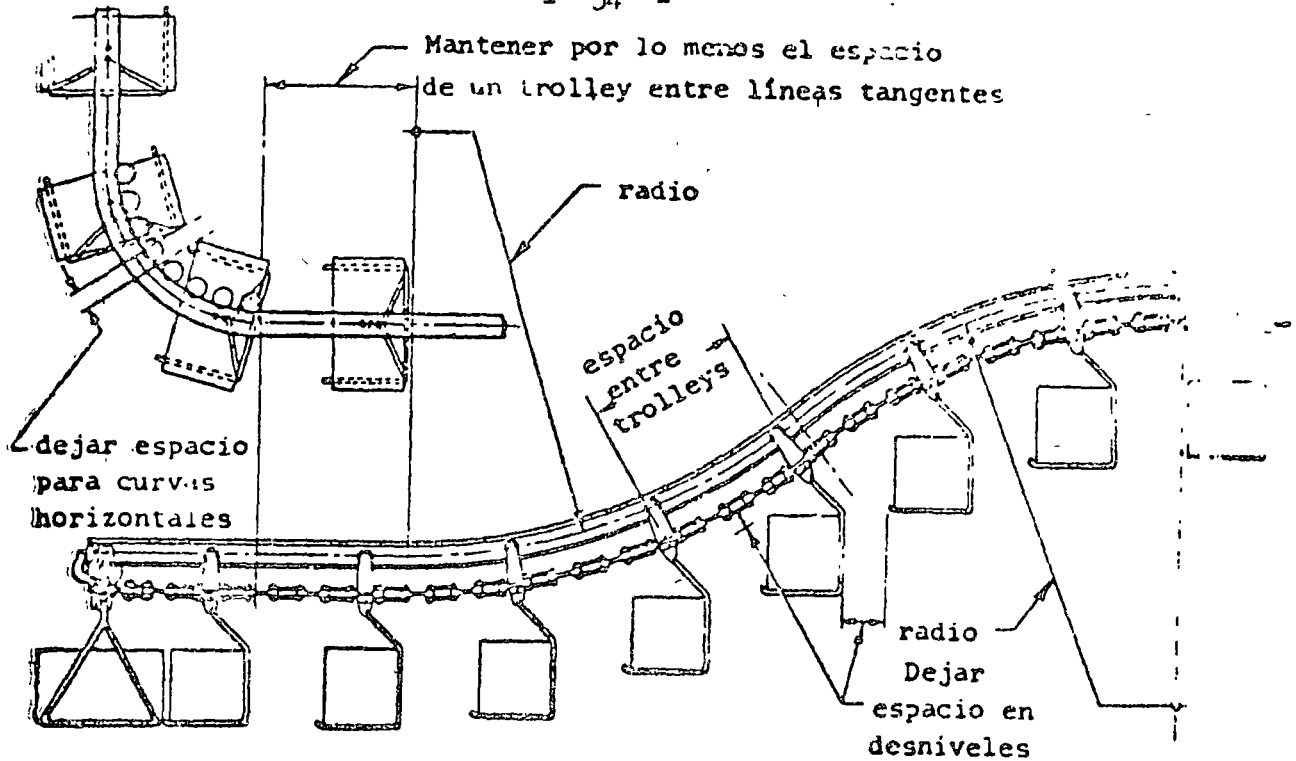 Mantener por lo menos el espacio
de un trolley entre líneas tangentes
radio
espacio
entre
trolleys
dejar espacio
para curvas
horizontales
radio
Dejar
espacio en
desniveles